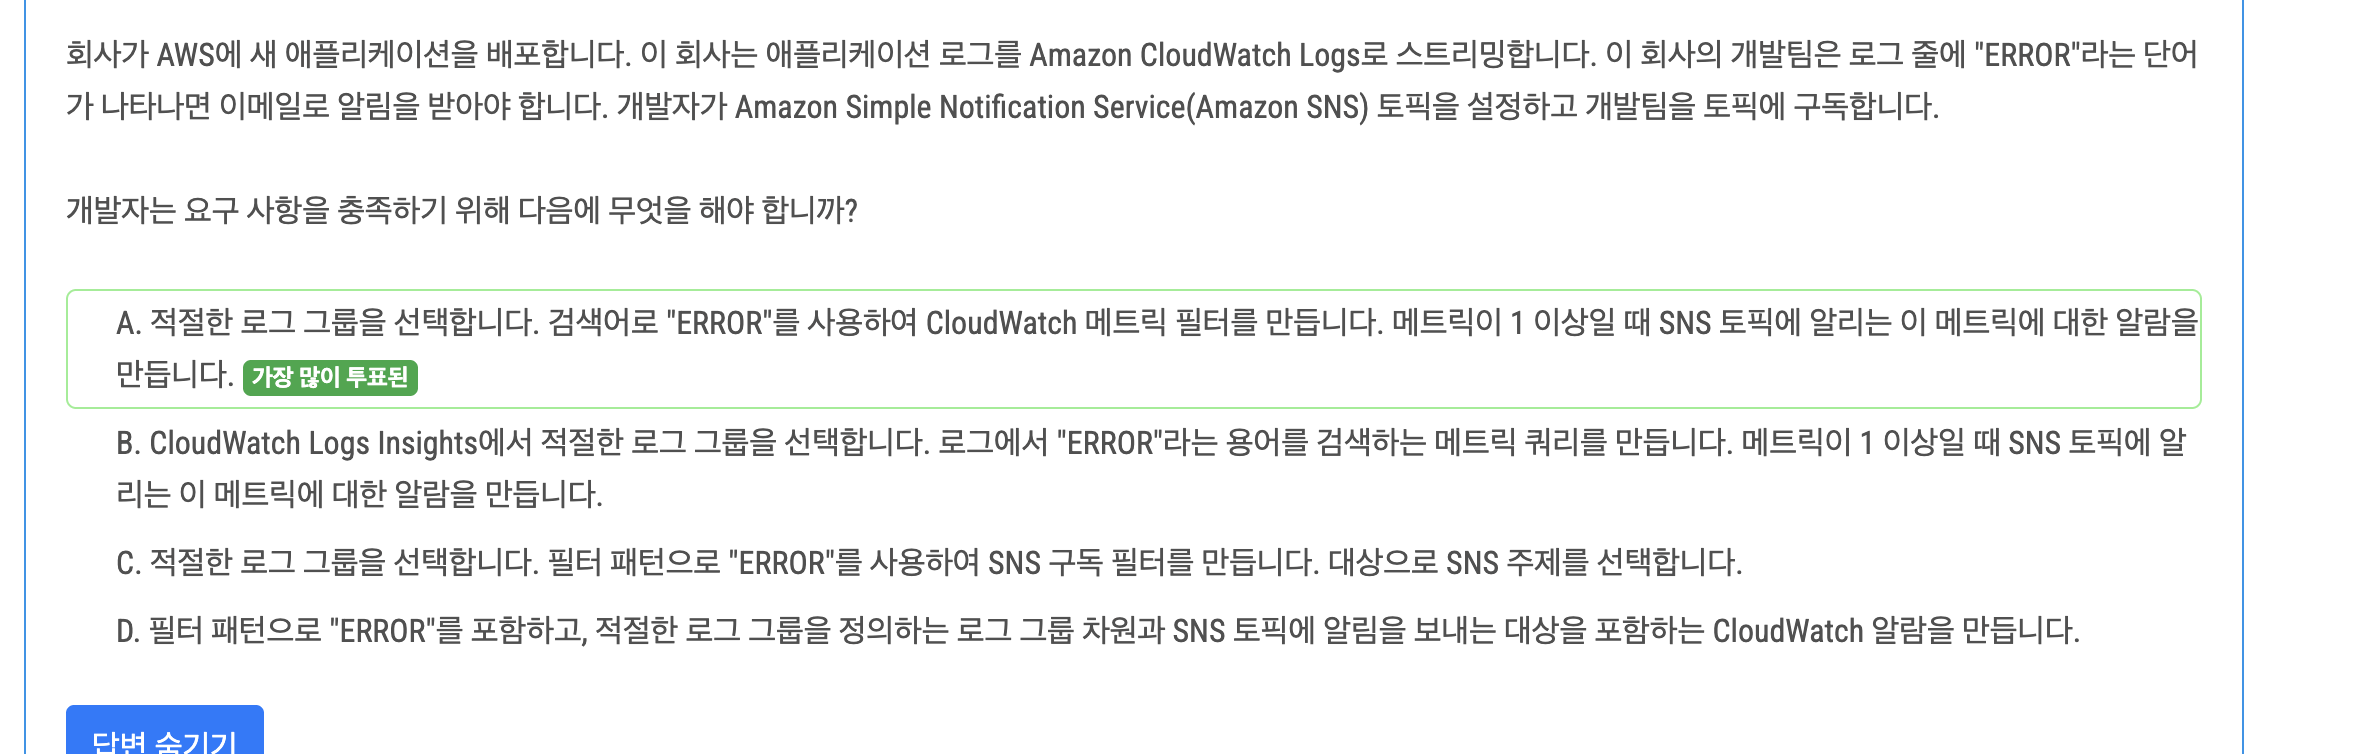 회사가 AWS에 새 애플리케이션을 배포합니다. 이 회사는 애플리케이션 로그를 Amazon CloudWatch Logs로 스트리밍합니다. 이 회사의 개발팀은 로그 줄에 "ERROR"라는 단어
가 나타나면 이메일로 알림을 받아야 합니다. 개발자가 Amazon Simple Notification Service(Amazon SNS) 토픽을 설정하고 개발팀을 토픽에 구독합니다.
개발자는 요구 사항을 충족하기 위해 다음에 무엇을 해야 합니까?
A. 적절한 로그 그룹을 선택합니다. 검색어로 "ERROR"를 사용하여 CloudWatch 메트릭 필터를 만듭니다. 메트릭이 1 이상일 때 SNS 토픽에 알리는 이 메트릭에 대한 알람을
만듭니다. 가장 많이 투표된
B. CloudWatch Logs Insights에서 적절한 로그 그룹을 선택합니다. 로그에서 "ERROR"라는 용어를 검색하는 메트릭 쿼리를 만듭니다. 메트릭이 1 이상일 때 SNS 토픽에 알
리는 이 메트릭에 대한 알람을 만듭니다.
C. 적절한 로그 그룹을 선택합니다. 필터 패턴으로 "ERROR"를 사용하여 SNS 구독 필터를 만듭니다. 대상으로 SNS 주제를 선택합니다.
D. 필터 패턴으로 "ERROR"를 포함하고, 적절한 로그 그룹을 정의하는 로그 그룹 차원과 SNS 토픽에 알림을 보내는 대상을 포함하는 CloudWatch 알람을 만듭니다.
답변 숨기기